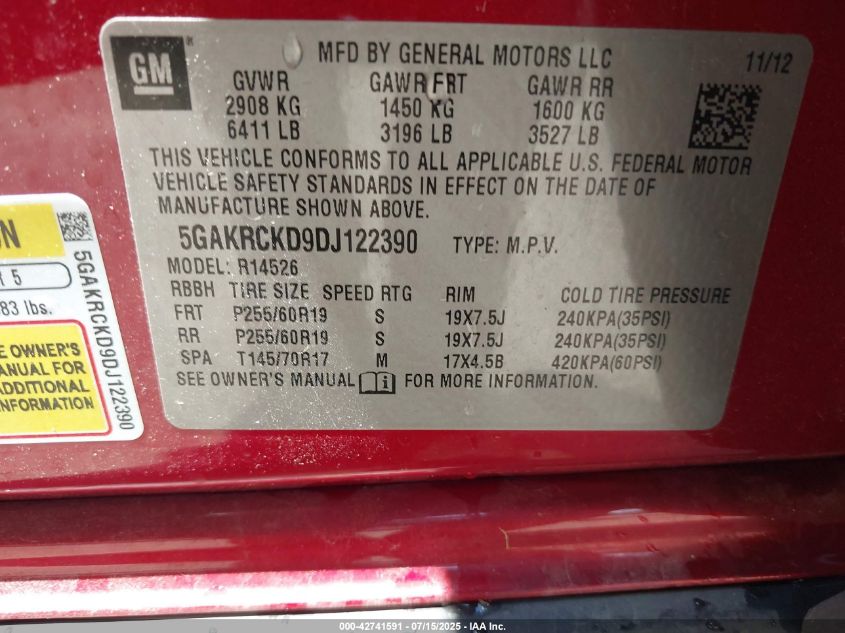 GM
MFD BY GENERAL MOTORS LLC
11/12
GVWR GAWR FRT GAWR RR
2908 KG 1450 KG 1600 KG
6411 LB 3196 LB 3527 LB
THIS VEHICLE CONFORMS TO ALL APPLICABLE U.S. FEDERAL MOTOR
VEHICLE SAFETY STANDARDS IN EFFECT ON THE DATE OF
MANUFACTURE SHOWN ABOVE.
5GAKRCKD9DJ122390 TYPE: M.P.V.
MODEL: R14526
RBBH TIRE SIZE SPEED RTG RIM COLD TIRE PRESSURE
FRT P255/60R19 S 19X7.5J 240KPA(35PSI)
RR P255/60R19 S 19X7.5J 240KPA(35PSI)
SPA T145/70R17 M 17X4.5B 420KPA(60PSI)
SEE OWNER'S MANUAL FOR MORE INFORMATION.
5
83 lbs.
OWNER'S
MANUAL FOR
ADDITIONAL
INFORMATION
5GAKRCKD9DJ122390
000-42741591 - 07/15/2025 - IAA Inc.